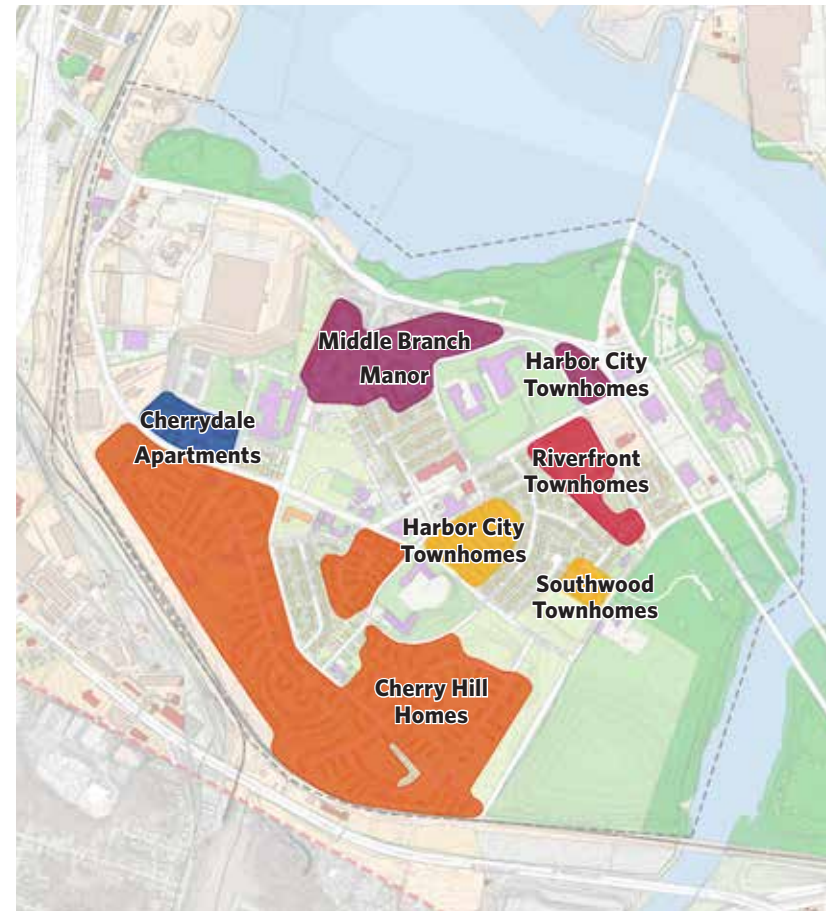 Middle Branch
Manor
Harbor City
Townhomes
Cherrydale
Apartments
Riverfront
Townhomes
Harbor City
Townhomes
Southwood
Townhomes
Cherry Hill
Homes